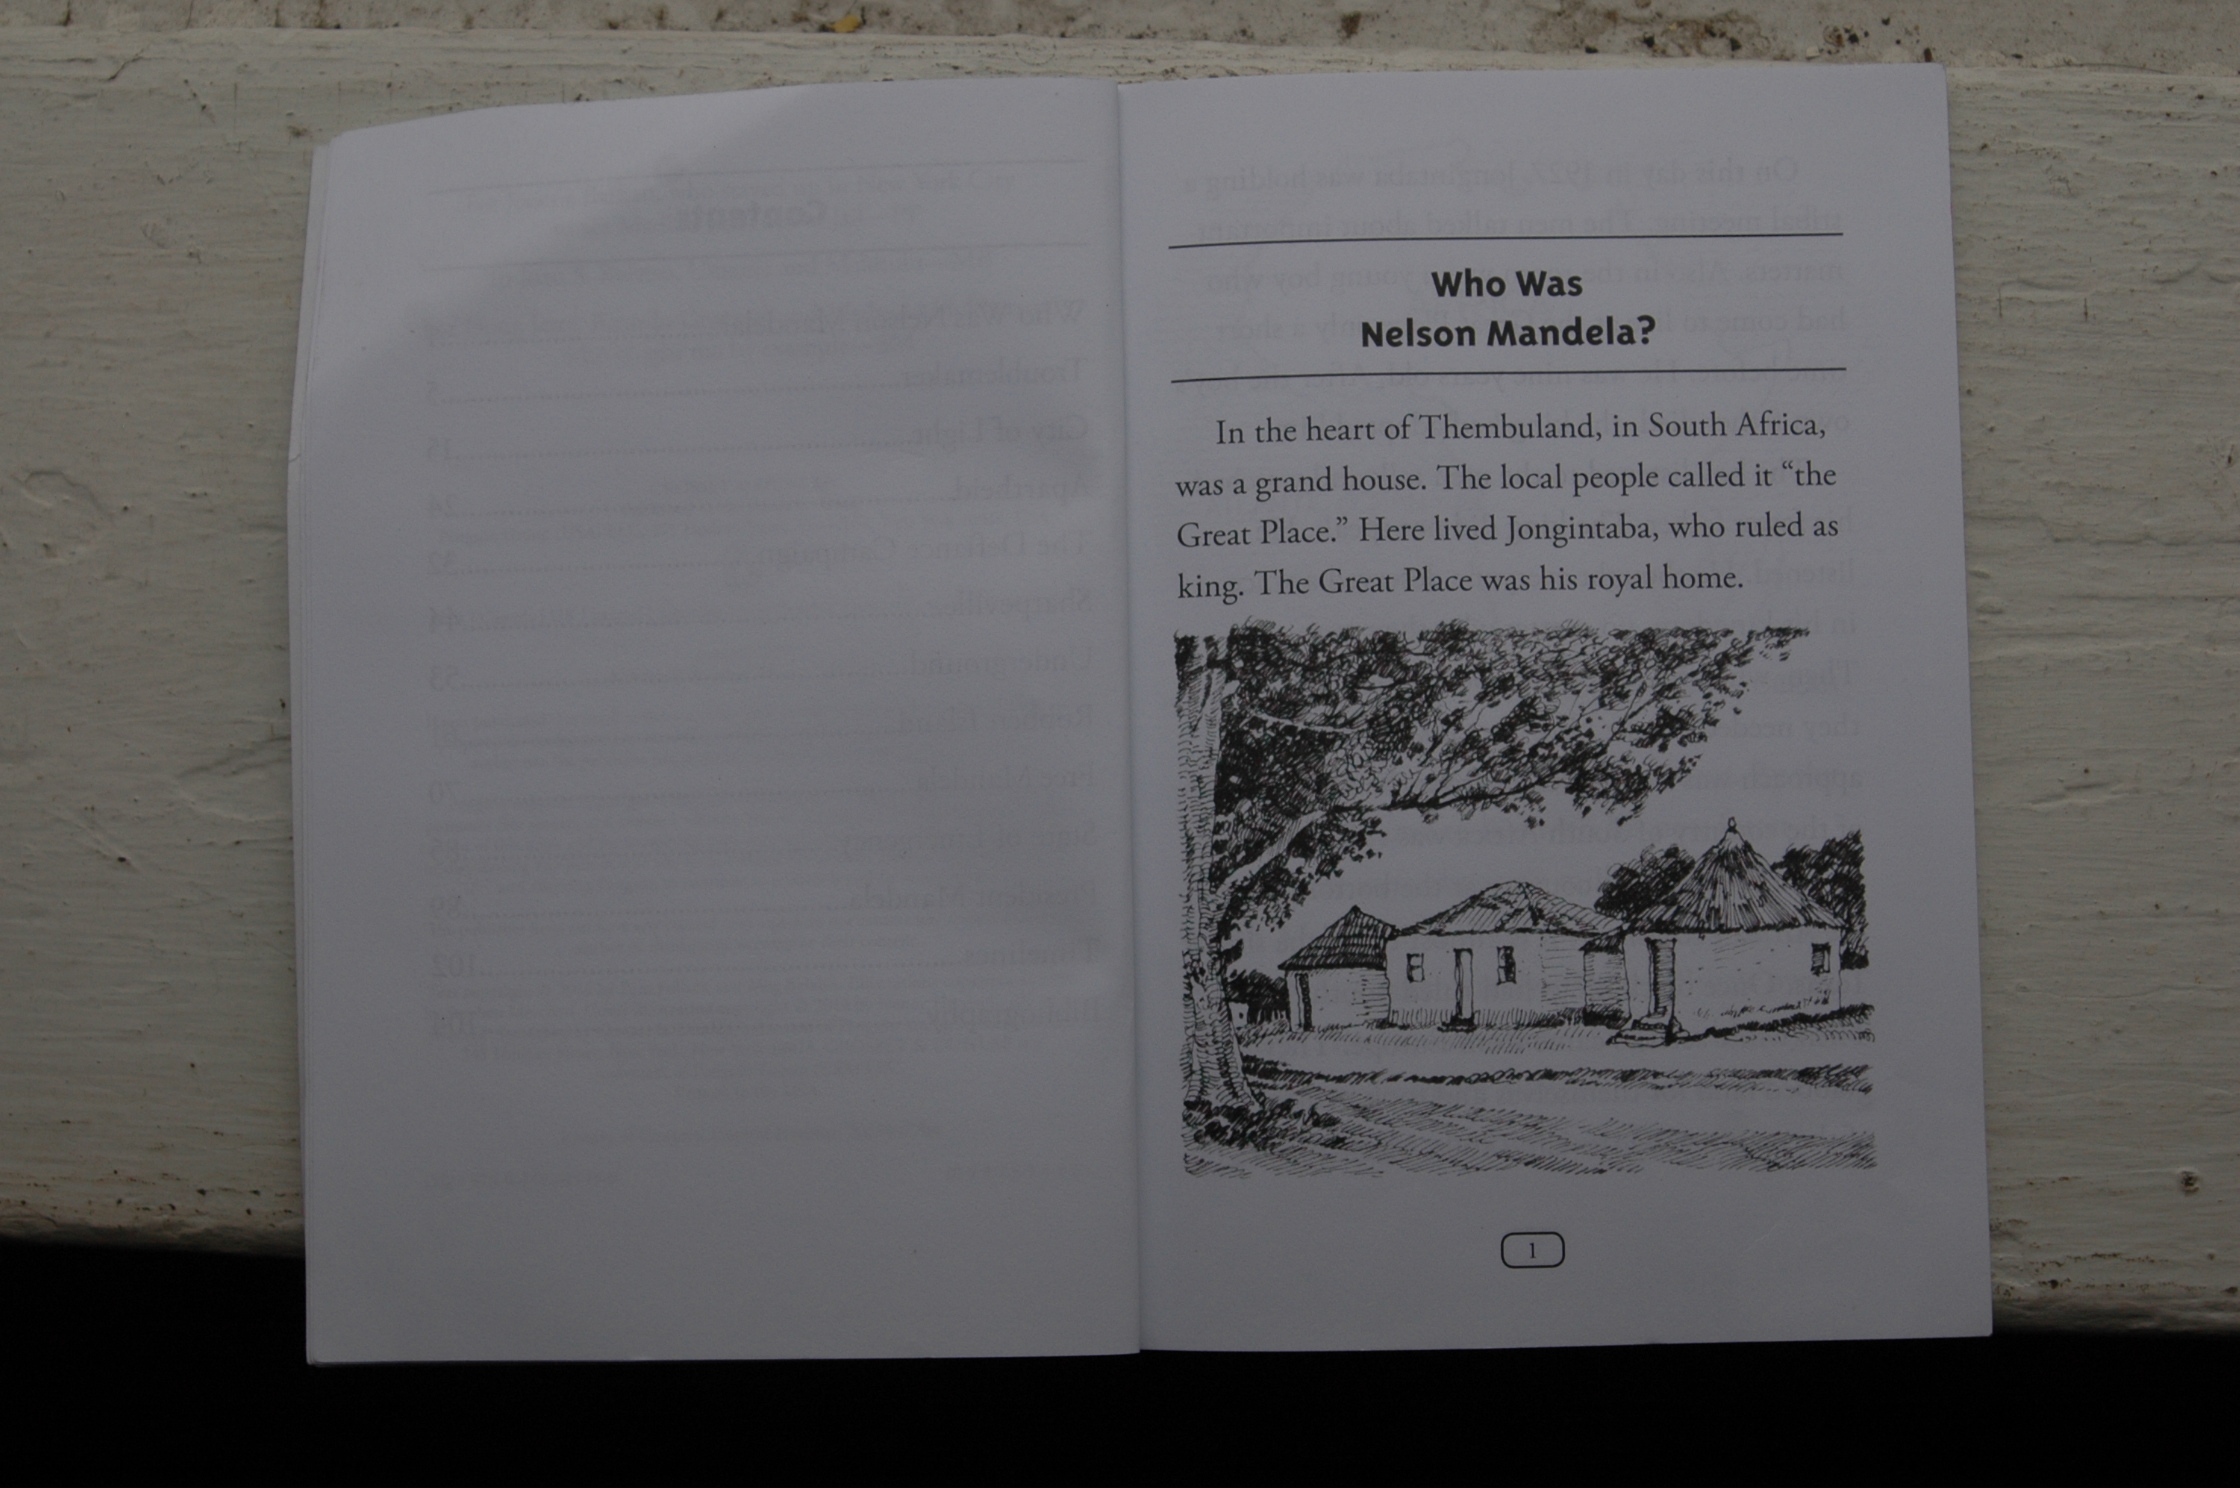 Who Was
Nelson Mandela?
In the heart of Thembuland, in South Africa,
was a grand house. The local people called it “the
Great Place.” Here lived Jongintaba, who ruled as
king. The Great Place was his royal home.
1